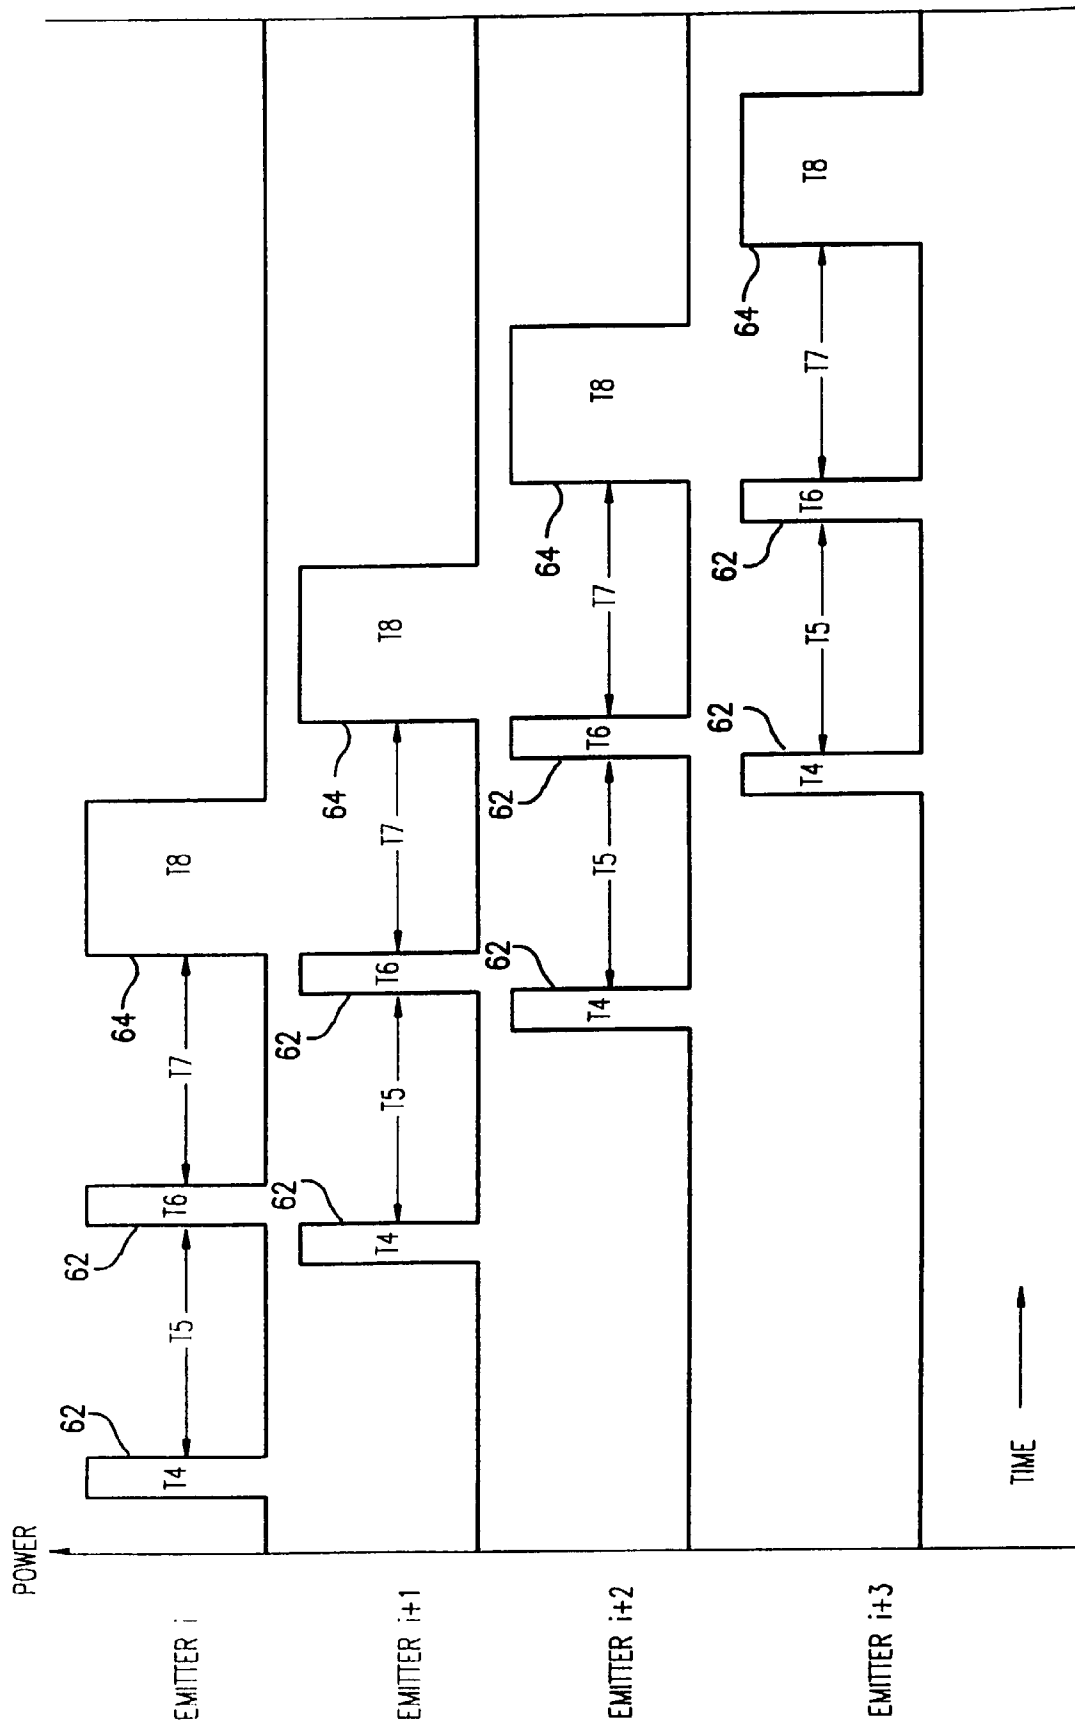 POWER
EMITTER i
T4
62
T5
62
T6
T7
64
T8
EMITTER i+1
T4
62
T5
62
T6
T7
64
T8
EMITTER i+2
T4
62
T5
62
T6
T7
64
T8
EMITTER i+3
T4
62
T5
62
T6
T7
64
T8
TIME